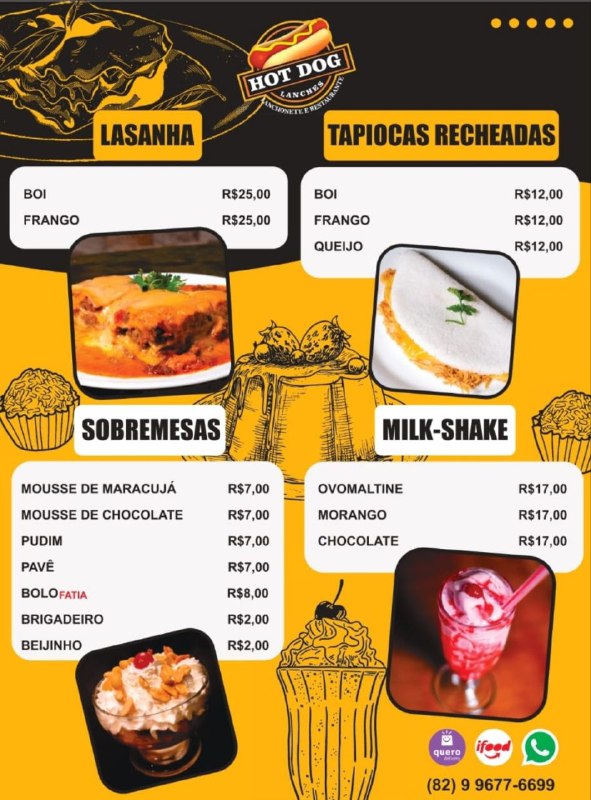 HOT DOG
LANCHES
LANCHONETE E RESTAURANTE
LASANHA
BOI R$25,00
FRANGO R$25,00
TAPIOCAS RECHEADAS
BOI R$12,00
FRANGO R$12,00
QUEIJO R$12,00
SOBREMESAS
MOUSSE DE MARACUJÁ R$7,00
MOUSSE DE CHOCOLATE R$7,00
PUDIM R$7,00
PAVÊ R$7,00
BOLO FATIA R$8,00
BRIGADEIRO R$2,00
BEIJINHO R$2,00
MILK-SHAKE
OVOMALTINE R$17,00
MORANGO R$17,00
CHOCOLATE R$17,00
quero
delivery
ifood
(82) 9 9677-6699